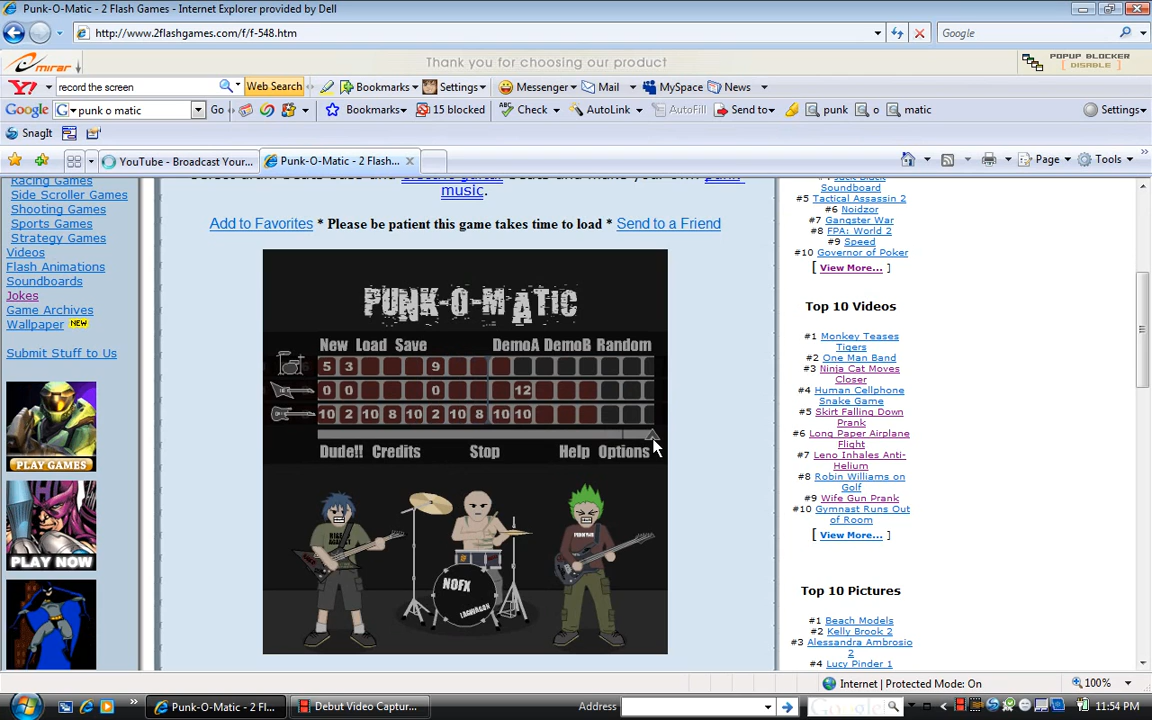 Punk-O-Matic - 2 Flash Games - Internet Explorer provided by Dell
http://www.2flashgames.com/f/f-548.htm
Google
mirar
Thank you for choosing our product
POPUP BLOCKER
[ DISABLE ]
Y! record the screen Web Search Bookmarks Settings Messenger Mail MySpace News
Google G punk o matic Go Bookmarks 15 blocked Check AutoLink AutoFill Send to punk o matic Settings
SnagIt
YouTube - Broadcast Your... Punk-O-Matic - 2 Flash... Page Tools
music.
Add to Favorites * Please be patient this game takes time to load * Send to a Friend
Racing Games
Side Scroller Games
Shooting Games
Sports Games
Strategy Games
Videos
Flash Animations
Soundboards
Jokes
Game Archives
Wallpaper NEW
Submit Stuff to Us
PLAY GAMES
PLAY NOW
PUNK-O-MATIC
New Load Save DemoA DemoB Random
5 3 9
0 0 0 12
10 2 10 8 10 2 10 8 10 10
Dude!! Credits Stop Help Options
RISE AGAINST
NOFX
LAGWAGON
PENNYWISE
Soundboard
#5 Tactical Assassin 2
#6 Noidzor
#7 Gangster War
#8 FPA: World 2
#9 Speed
#10 Governor of Poker
[ View More... ]
Top 10 Videos
#1 Monkey Teases
Tigers
#2 One Man Band
#3 Ninja Cat Moves
Closer
#4 Human Cellphone
Snake Game
#5 Skirt Falling Down
Prank
#6 Long Paper Airplane
Flight
#7 Leno Inhales Anti-
Helium
#8 Robin Williams on
Golf
#9 Wife Gun Prank
#10 Gymnast Runs Out
of Room
[ View More... ]
Top 10 Pictures
#1 Beach Models
#2 Kelly Brook 2
#3 Alessandra Ambrosio
2
#4 Lucy Pinder 1
Internet | Protected Mode: On 100%
Punk-O-Matic - 2 Fl... Debut Video Captur... Address Google 11:54 PM